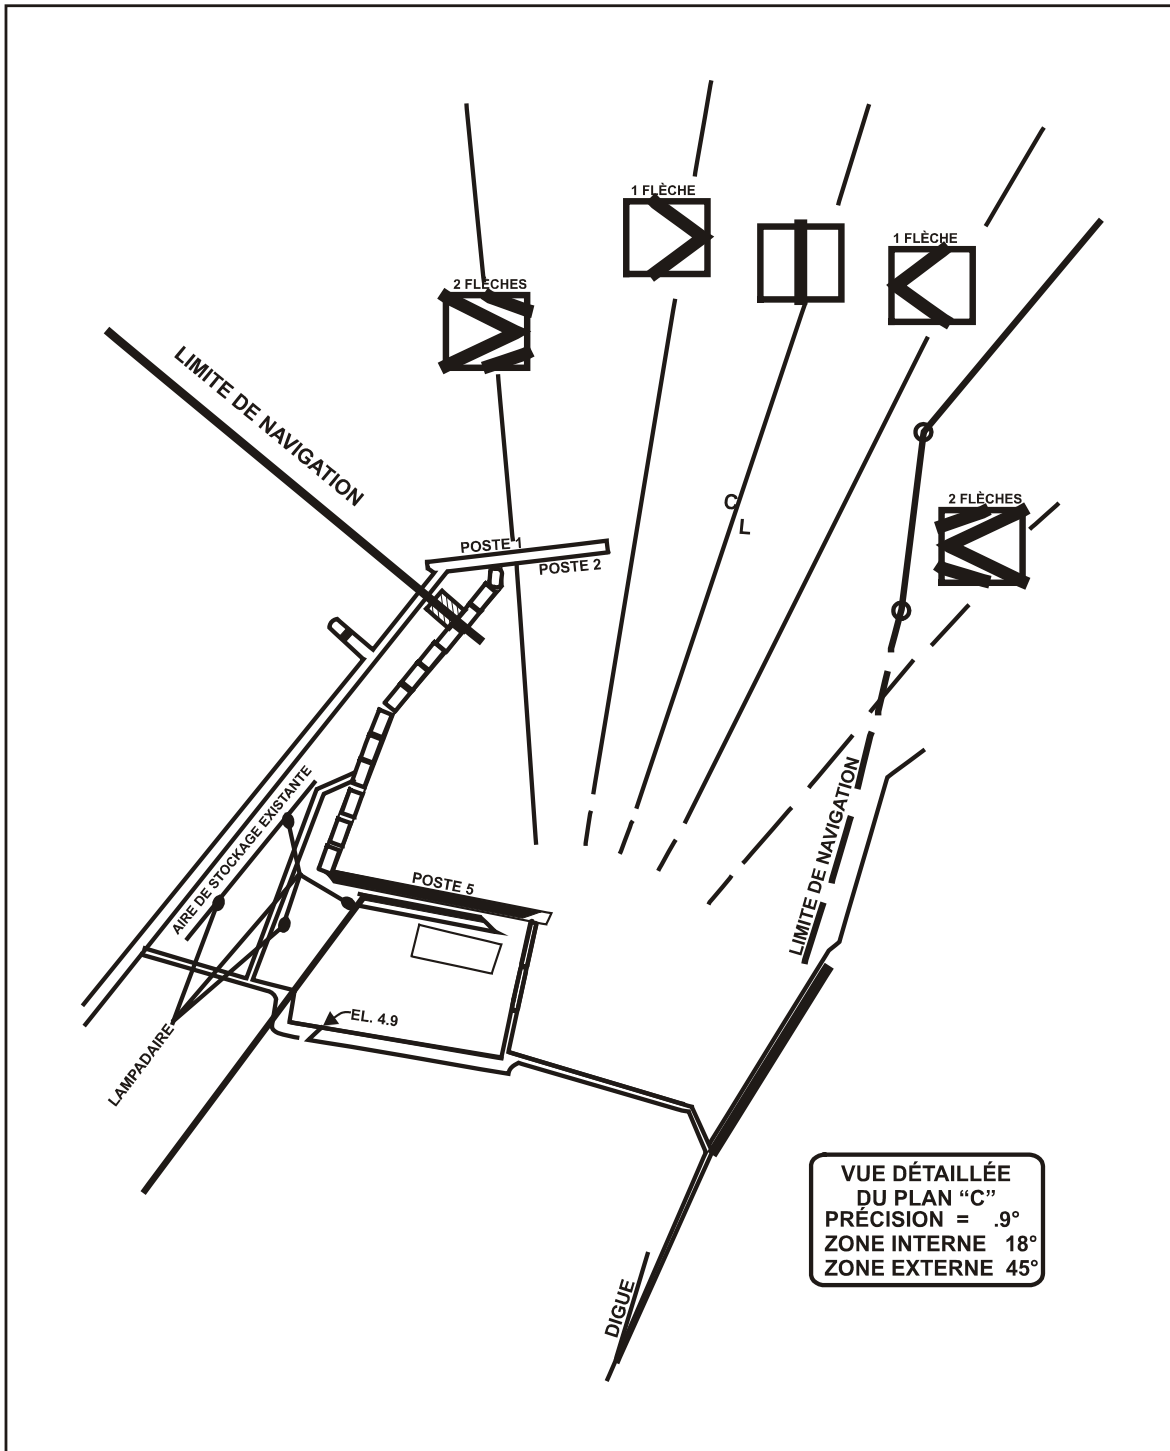 1 FLÈCHE
1 FLÈCHE
2 FLÈCHES
LIMITE DE NAVIGATION
2 FLÈCHES
C
L
POSTE 1
POSTE 2
AIRE DE STOCKAGE EXISTANTE
LIMITE DE NAVIGATION
POSTE 5
EL. 4.9
LAMPADAIRE
VUE DÉTAILLÉE
DU PLAN “C”
PRÉCISION = .9°
ZONE INTERNE 18°
ZONE EXTERNE 45°
DIGUE